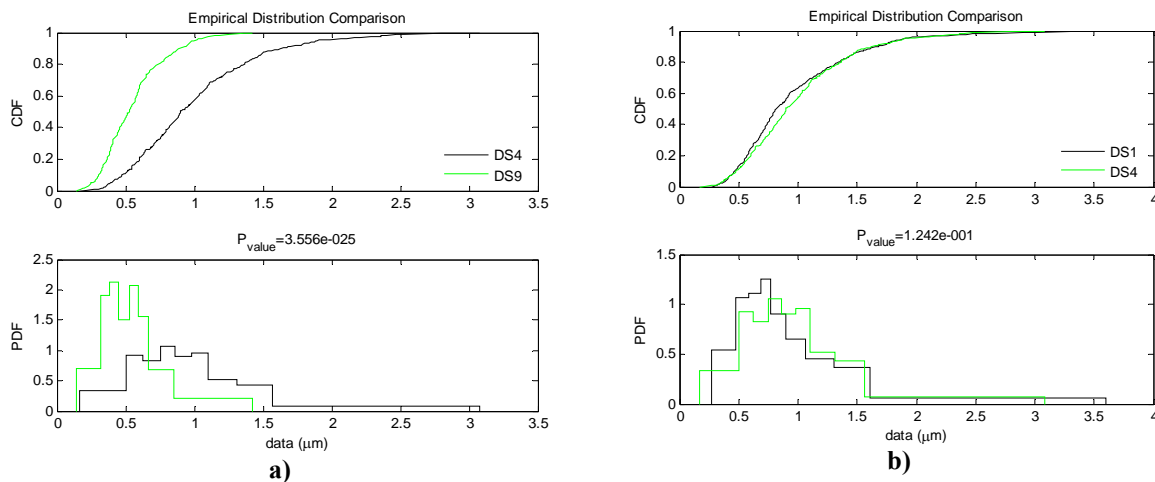 Empirical Distribution Comparison
1
0.8
0.6
0.4
0.2
0
CDF
DS4
DS9
0 0.5 1 1.5 2 2.5 3 3.5
P_value=3.556e-025
2.5
2
1.5
1
0.5
0
PDF
0 0.5 1 1.5 2 2.5 3 3.5
data (μm)
a)
Empirical Distribution Comparison
1
0.8
0.6
0.4
0.2
0
CDF
DS1
DS4
0 0.5 1 1.5 2 2.5 3 3.5 4
P_value=1.242e-001
1.5
1
0.5
0
PDF
0 0.5 1 1.5 2 2.5 3 3.5 4
data (μm)
b)